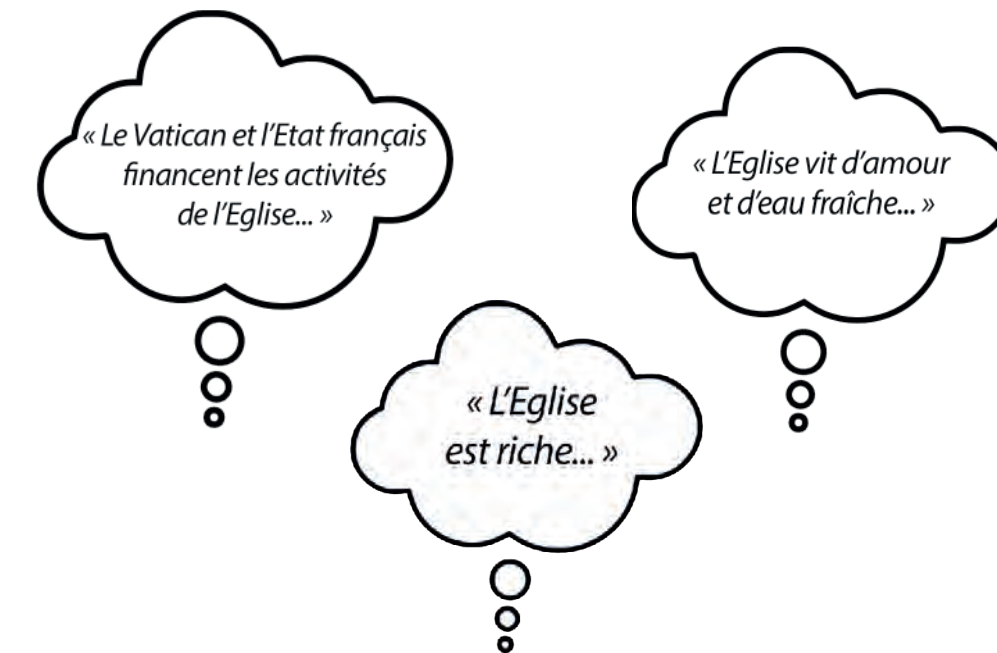 « Le Vatican et l'Etat français
financent les activités
de l'Eglise... »
« L'Eglise vit d'amour
et d'eau fraîche... »
« L'Eglise
est riche... »